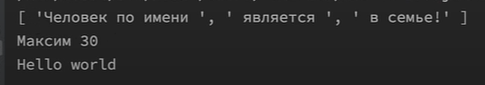 [ 'Человек по имени ', ' является ', ' в семье!' ]
Максим 30
Hello world